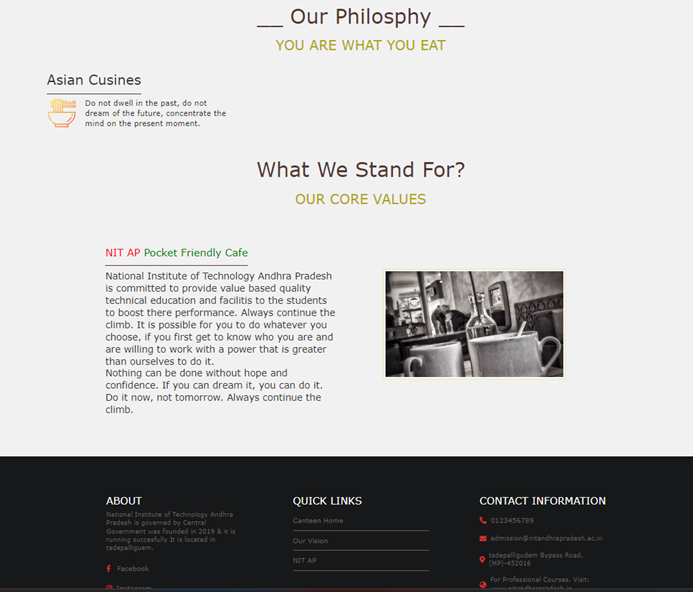 __ Our Philosphy __
YOU ARE WHAT YOU EAT
Asian Cusines
Do not dwell in the past, do not
dream of the future, concentrate the
mind on the present moment.
What We Stand For?
OUR CORE VALUES
NIT AP Pocket Friendly Cafe
National Institute of Technology Andhra Pradesh
is committed to provide value based quality
technical education and facilitis to the students
to boost there performance. Always continue the
climb. It is possible for you to do whatever you
choose, if you first get to know who you are and
are willing to work with a power that is greater
than ourselves to do it.
Nothing can be done without hope and
confidence. If you can dream it, you can do it.
Do it now, not tomorrow. Always continue the
climb.
ABOUT
National Institute of Technology Andhra
Pradesh is governed by Central
Government was founded in 2019 & it is
running succesfully It is located in
tadepalliguem.
Facebook
Instagram
QUICK LINKS
Canteen Home
Our Vision
NIT AP
CONTACT INFORMATION
0123456789
admission@nitandhrapradesh.ac.in
tadepalligudem Bypass Road,
(MP)-452016
For Professional Courses, Visit:
www.nitandhrapradesh.in